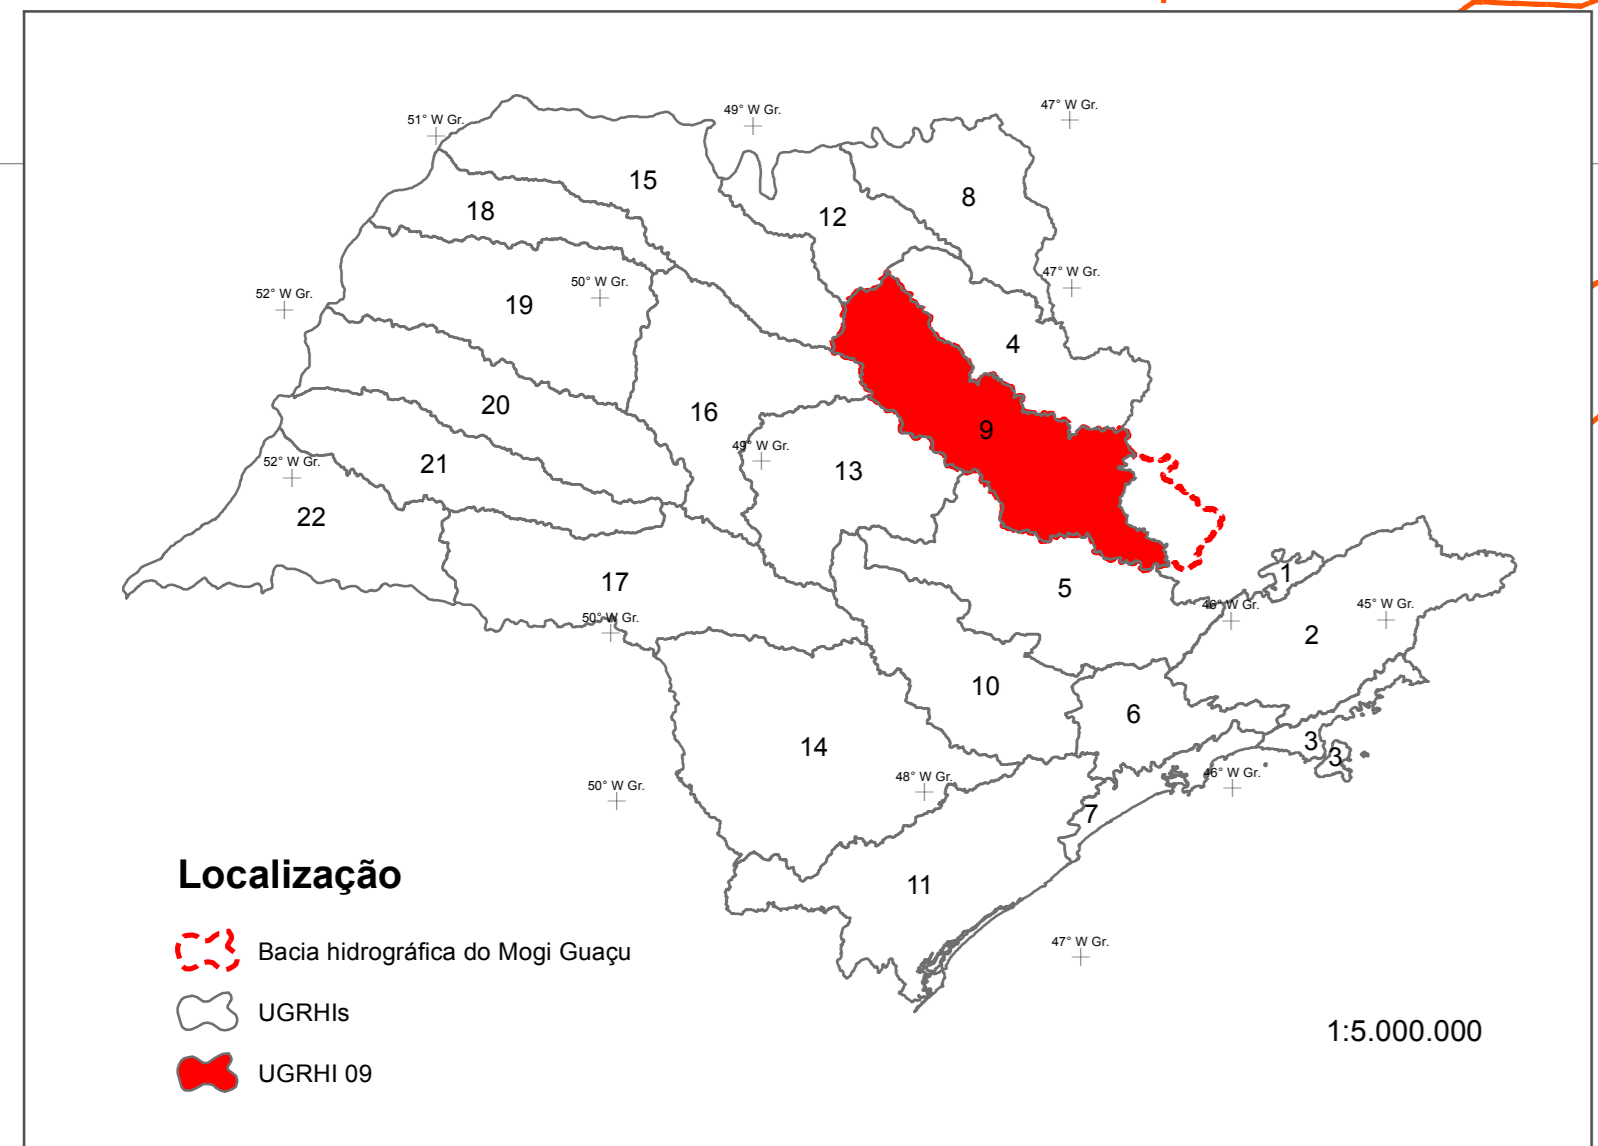 47° W Gr.
49° W Gr.
51° W Gr.
15
8
18
12
47° W Gr.
50° W Gr.
52° W Gr.
19
4
20
16
9
49° W Gr.
52° W Gr.
21
13
22
1
17
5
46° W Gr.
45° W Gr.
50° W Gr.
2
10
6
14
3
3
46° W Gr.
48° W Gr.
50° W Gr.
7
11
47° W Gr.
Localização
Bacia hidrográfica do Mogi Guaçu
UGRHIs
UGRHI 09
1:5.000.000